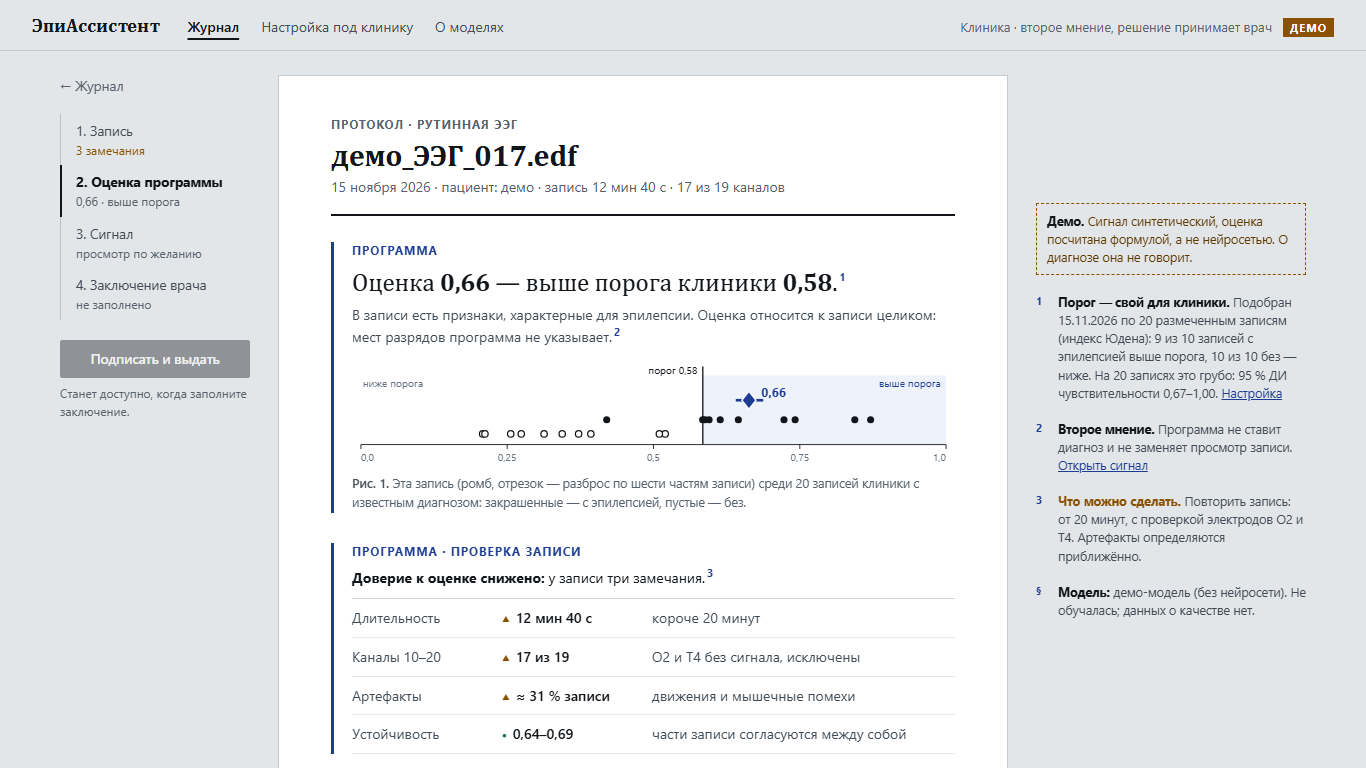 ЭпиАссистент
Журнал
Настройка под клинику
О моделях
Клиника · второе мнение, решение принимает врач
ДЕМО
← Журнал
1. Запись
3 замечания
2. Оценка программы
0,66 · выше порога
3. Сигнал
просмотр по желанию
4. Заключение врача
не заполнено
Подписать и выдать
Станет доступно, когда заполните
заключение.
ПРОТОКОЛ · РУТИННАЯ ЭЭГ
демо_ЭЭГ_017.edf
15 ноября 2026 · пациент: демо · запись 12 мин 40 с · 17 из 19 каналов
ПРОГРАММА
Оценка 0,66 — выше порога клиники 0,58.1
В записи есть признаки, характерные для эпилепсии. Оценка относится к записи целиком:
мест разрядов программа не указывает.2
порог 0,58
ниже порога
выше порога
0,66
0,0
0,25
0,5
0,75
1,0
Рис. 1. Эта запись (ромб, отрезок — разброс по шести частям записи) среди 20 записей клиники с
известным диагнозом: закрашенные — с эпилепсией, пустые — без.
ПРОГРАММА · ПРОВЕРКА ЗАПИСИ
Доверие к оценке снижено: у записи три замечания.3
Длительность ▲ 12 мин 40 с короче 20 минут
Каналы 10–20 ▲ 17 из 19 O2 и T4 без сигнала, исключены
Артефакты ▲ ≈ 31 % записи движения и мышечные помехи
Устойчивость • 0,64–0,69 части записи согласуются между собой
Демо. Сигнал синтетический, оценка
посчитана формулой, а не нейросетью. О
диагнозе она не говорит.
1 Порог — свой для клиники. Подобран
15.11.2026 по 20 размеченным записям
(индекс Юдена): 9 из 10 записей с
эпилепсией выше порога, 10 из 10 без —
ниже. На 20 записях это грубо: 95 % ДИ
чувствительности 0,67–1,00. Настройка
2 Второе мнение. Программа не ставит
диагноз и не заменяет просмотр записи.
Открыть сигнал
3 Что можно сделать. Повторить запись:
от 20 минут, с проверкой электродов O2 и
T4. Артефакты определяются
приближённо.
§ Модель: демо-модель (без нейросети). Не
обучалась; данных о качестве нет.